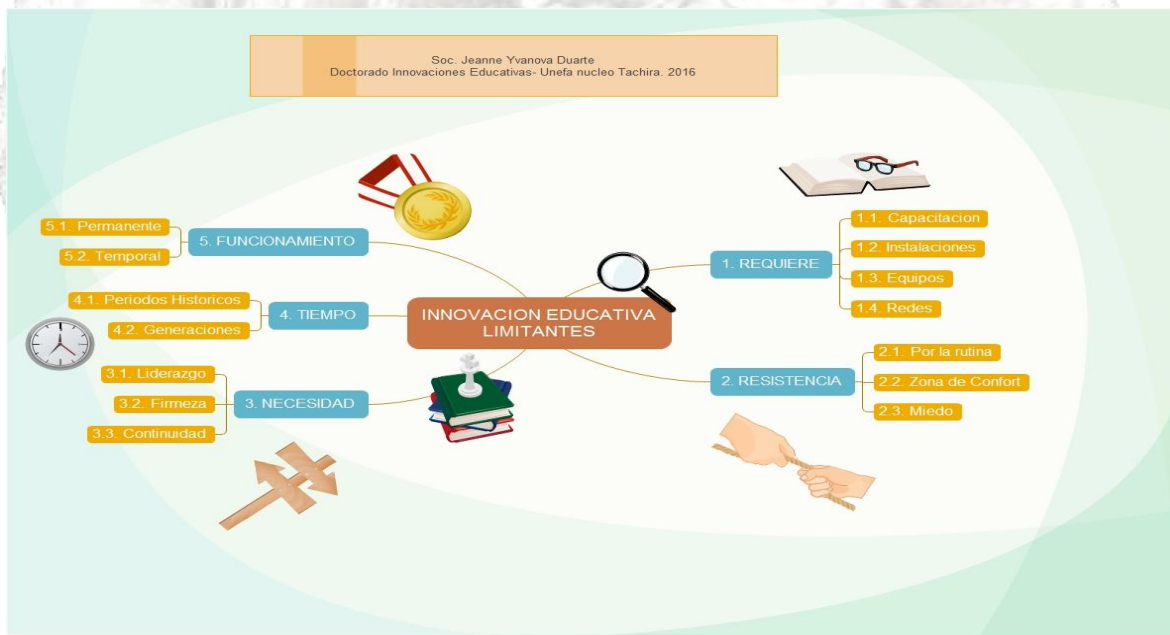 Soc. Jeanne Yvanova Duarte
Doctorado Innovaciones Educativas- Unefa nucleo Tachira. 2016
INNOVACION EDUCATIVA
LIMITANTES
1. REQUIERE
1.1. Capacitacion
1.2. Instalaciones
1.3. Equipos
1.4. Redes
2. RESISTENCIA
2.1. Por la rutina
2.2. Zona de Confort
2.3. Miedo
3. NECESIDAD
3.1. Liderazgo
3.2. Firmeza
3.3. Continuidad
4. TIEMPO
4.1. Periodos Historicos
4.2. Generaciones
5. FUNCIONAMIENTO
5.1. Permanente
5.2. Temporal